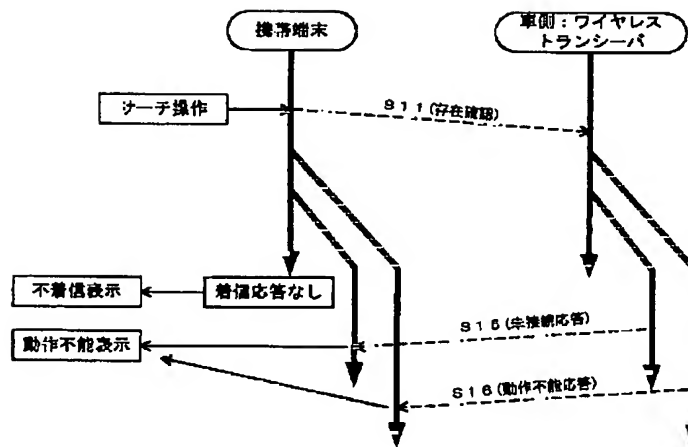 携帯端末
車側：ワイヤレス
トランシーバ
サーチ操作
S11(存在確認)
不着信表示
着信応答なし
S15(非接続応答)
動作不能表示
S16(動作不能応答)